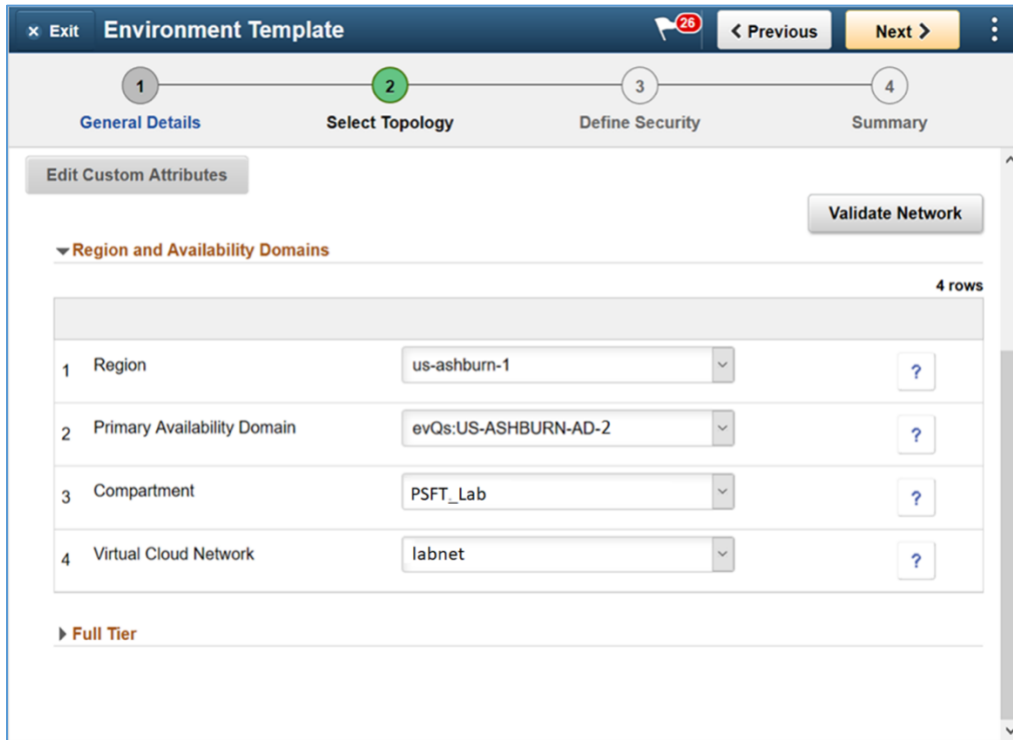 × Exit Environment Template 26 < Previous Next >
1 2 3 4
General Details Select Topology Define Security Summary
Edit Custom Attributes
Validate Network
Region and Availability Domains
4 rows
1 Region us-ashburn-1 ?
2 Primary Availability Domain evQs:US-ASHBURN-AD-2 ?
3 Compartment PSFT_Lab ?
4 Virtual Cloud Network labnet ?
Full Tier